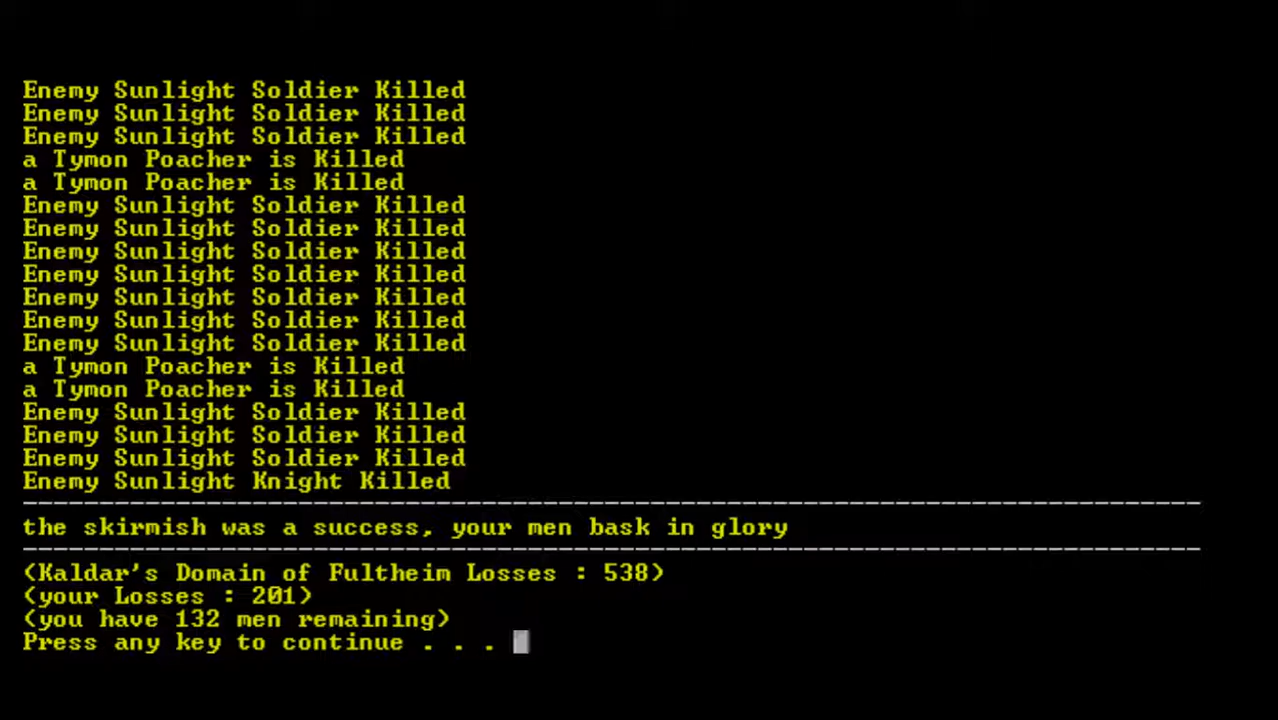 Enemy Sunlight Soldier Killed
Enemy Sunlight Soldier Killed
Enemy Sunlight Soldier Killed
a Tymon Poacher is Killed
a Tymon Poacher is Killed
Enemy Sunlight Soldier Killed
Enemy Sunlight Soldier Killed
Enemy Sunlight Soldier Killed
Enemy Sunlight Soldier Killed
Enemy Sunlight Soldier Killed
Enemy Sunlight Soldier Killed
Enemy Sunlight Soldier Killed
a Tymon Poacher is Killed
a Tymon Poacher is Killed
Enemy Sunlight Soldier Killed
Enemy Sunlight Soldier Killed
Enemy Sunlight Soldier Killed
Enemy Sunlight Knight Killed
the skirmish was a success, your men bask in glory
(Kaldar's Domain of Fultheim Losses : 538)
(your Losses : 201)
(you have 132 men remaining)
Press any key to continue . . .